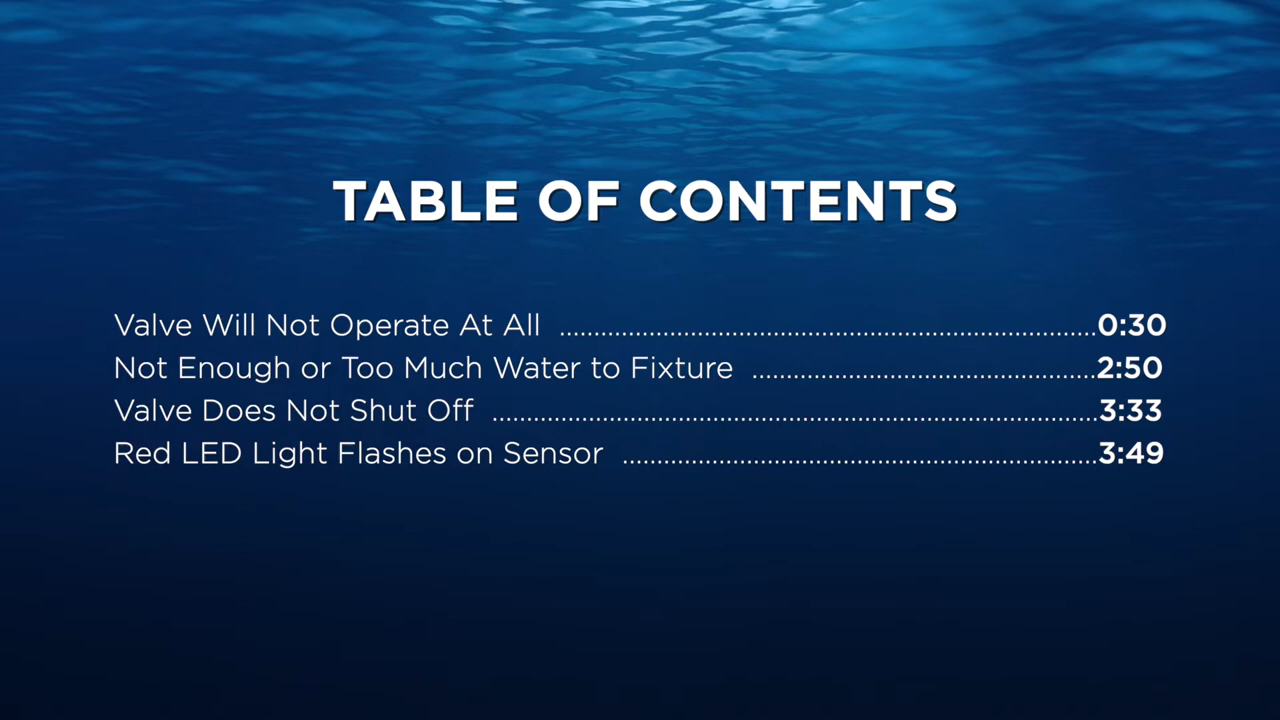 TABLE OF CONTENTS
Valve Will Not Operate At All ..............................................................................0:30
Not Enough or Too Much Water to Fixture ..................................................2:50
Valve Does Not Shut Off ........................................................................................3:33
Red LED Light Flashes on Sensor .....................................................................3:49